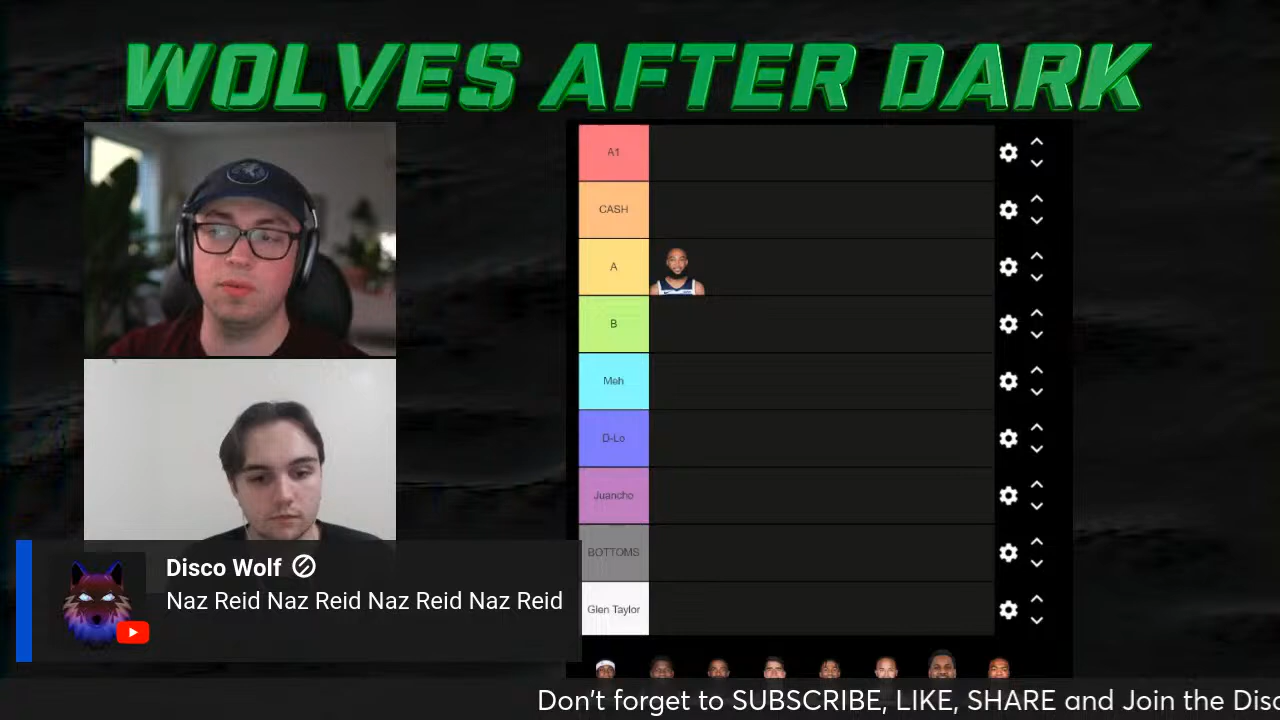 WOLVES AFTER DARK
A1
CASH
A
B
Meh
D-Lo
Juancho
BOTTOMS
Glen Taylor
Disco Wolf
Naz Reid Naz Reid Naz Reid Naz Reid
Don't forget to SUBSCRIBE, LIKE, SHARE and Join the Disc